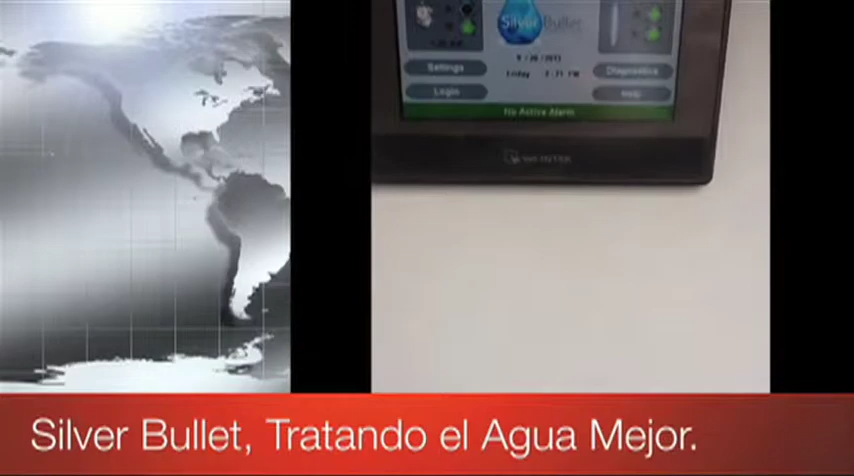 Silver Bullet
Settings
Diagnostics
Login
Help
No Active Alarm
Silver Bullet, Tratando el Agua Mejor.